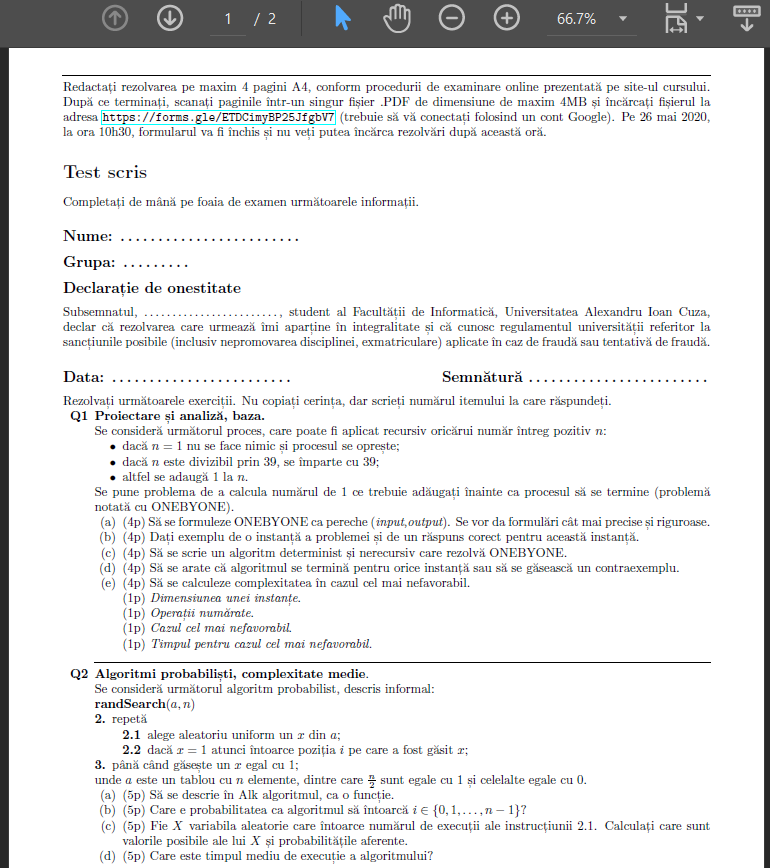 1 / 2 66.7%
Redactați rezolvarea pe maxim 4 pagini A4, conform procedurii de examinare online prezentată pe site-ul cursului.
După ce terminați, scanați paginile într-un singur fișier .PDF de dimensiune de maxim 4MB și încărcați fișierul la
adresa https://forms.gle/ETDCimyBP25JfgbV7 (trebuie să vă conectați folosind un cont Google). Pe 26 mai 2020,
la ora 10h30, formularul va fi închis și nu veți putea încărca rezolvări după această oră.
Test scris
Completați de mână pe foaia de examen următoarele informații.
Nume: ........................
Grupa: .........
Declarație de onestitate
Subsemnatul, ........................, student al Facultății de Informatică, Universitatea Alexandru Ioan Cuza,
declar că rezolvarea care urmează îmi aparține în integralitate și că cunosc regulamentul universității referitor la
sancțiunile posibile (inclusiv nepromovarea disciplinei, exmatriculare) aplicate în caz de fraudă sau tentativă de fraudă.
Data: ........................ Semnătură ........................
Rezolvați următoarele exerciții. Nu copiați cerința, dar scrieți numărul itemului la care răspundeți.
Q1 Proiectare și analiză, baza.
Se consideră următorul proces, care poate fi aplicat recursiv oricărui număr întreg pozitiv n:
• dacă n = 1 nu se face nimic și procesul se oprește;
• dacă n este divizibil prin 39, se împarte cu 39;
• altfel se adaugă 1 la n.
Se pune problema de a calcula numărul de 1 ce trebuie adăugați înainte ca procesul să se termine (problemă
notată cu ONEBYONE).
(a) (4p) Să se formuleze ONEBYONE ca pereche (input,output). Se vor da formulări cât mai precise și riguroase.
(b) (4p) Dați exemplu de o instanță a problemei și de un răspuns corect pentru această instanță.
(c) (4p) Să se scrie un algoritm determinist și nerecursiv care rezolvă ONEBYONE.
(d) (4p) Să se arate că algoritmul se termină pentru orice instanță sau să se găsească un contraexemplu.
(e) (4p) Să se calculeze complexitatea în cazul cel mai nefavorabil.
(1p) Dimensiunea unei instanțe.
(1p) Operații numărate.
(1p) Cazul cel mai nefavorabil.
(1p) Timpul pentru cazul cel mai nefavorabil.
Q2 Algoritmi probabiliști, complexitate medie.
Se consideră următorul algoritm probabilist, descris informal:
randSearch(a, n)
2. repetă
2.1 alege aleatoriu uniform un x din a;
2.2 dacă x = 1 atunci întoarce poziția i pe care a fost găsit x;
3. până când găsește un x egal cu 1;
unde a este un tablou cu n elemente, dintre care n/2 sunt egale cu 1 și celelalte egale cu 0.
(a) (5p) Să se descrie în Alk algoritmul, ca o funcție.
(b) (5p) Care e probabilitatea ca algoritmul să întoarcă i ∈ {0, 1, . . . , n − 1}?
(c) (5p) Fie X variabila aleatorie care întoarce numărul de execuții ale instrucțiunii 2.1. Calculați care sunt
valorile posibile ale lui X și probabilitățile aferente.
(d) (5p) Care este timpul mediu de execuție a algoritmului?